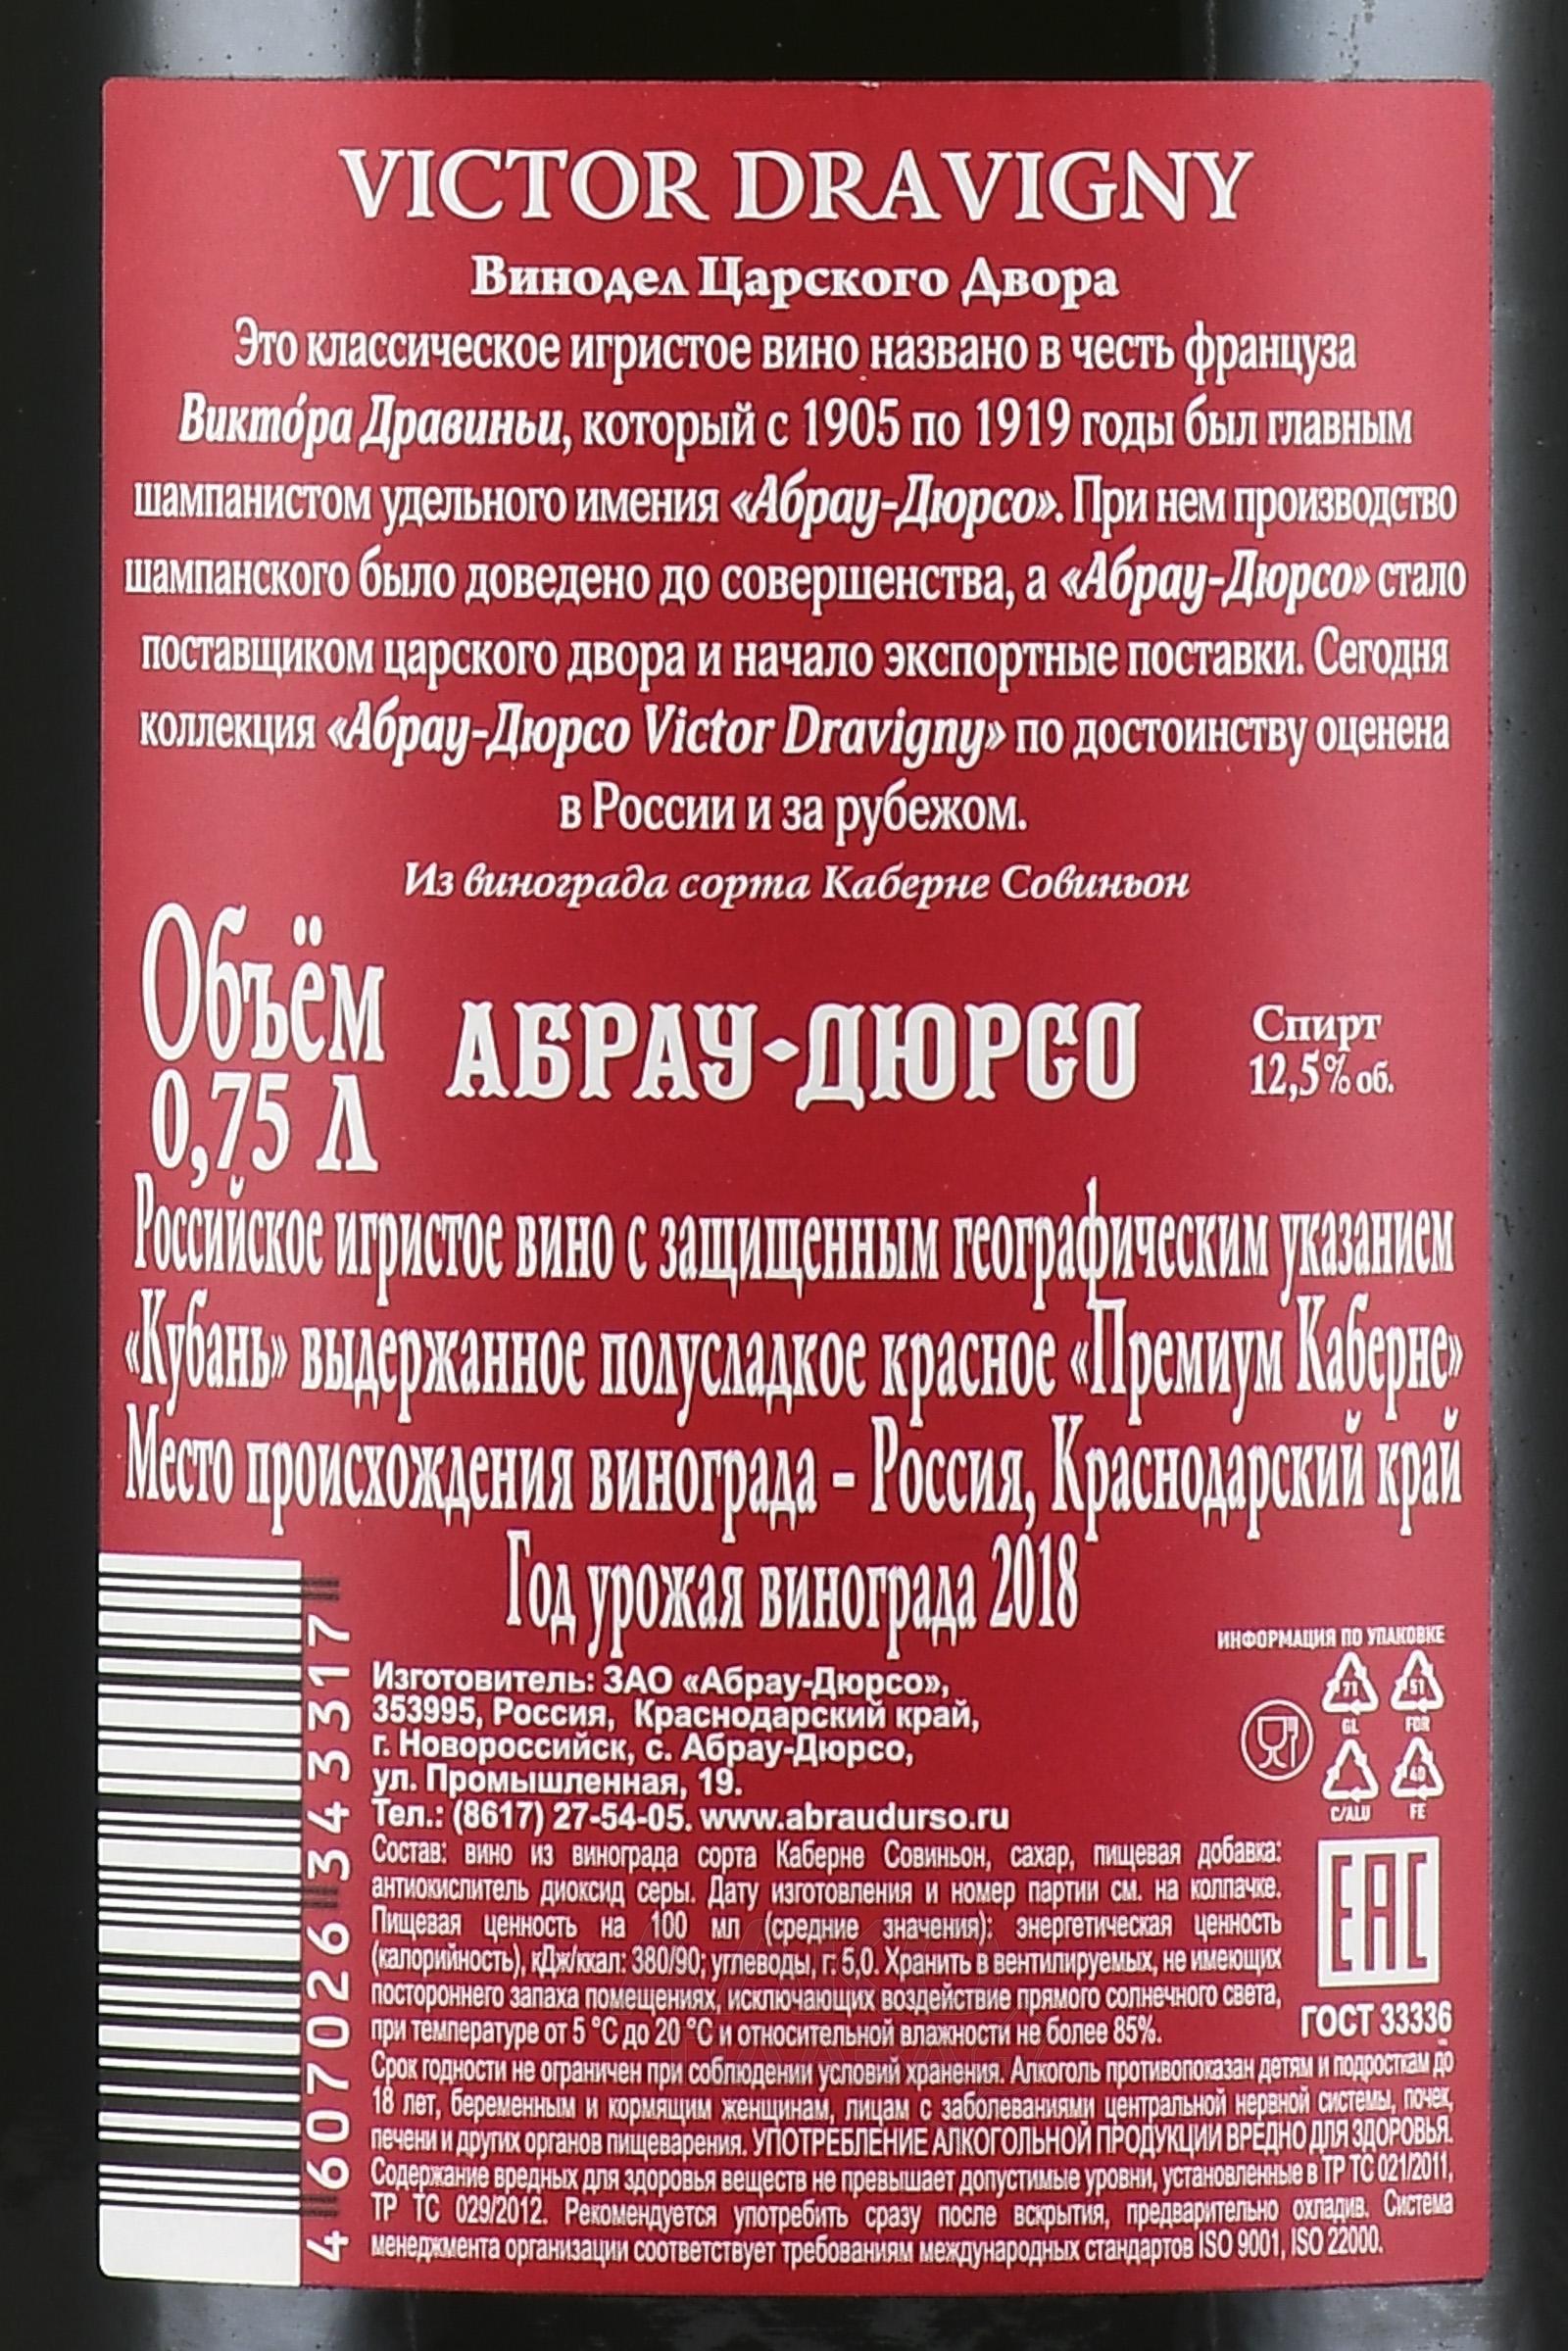 VICTOR DRAVIGNY
Винодел Царского Двора
Это классическое игристое вино названо в честь француза
Викто́ра Дравиньи, который с 1905 по 1919 годы был главным
шампанистом удельного имения «Абрау-Дюрсо». При нем производство
шампанского было доведено до совершенства, а «Абрау-Дюрсо» стало
поставщиком царского двора и начало экспортные поставки. Сегодня
коллекция «Абрау-Дюрсо Victor Dravigny» по достоинству оценена
в России и за рубежом.
Из винограда сорта Каберне Совиньон
Объём
0,75 Л
АБРАУ-ДЮРСО
Спирт
12,5% об.
Российское игристое вино с защищенным географическим указанием
«Кубань» выдержанное полусладкое красное «Премиум Каберне»
Место происхождения винограда – Россия, Краснодарский край
Год урожая винограда 2018
4 607026 343317
Изготовитель: ЗАО «Абрау-Дюрсо»,
353995, Россия, Краснодарский край,
г. Новороссийск, с. Абрау-Дюрсо,
ул. Промышленная, 19.
Тел.: (8617) 27-54-05. www.abraudurso.ru
ИНФОРМАЦИЯ ПО УПАКОВКЕ
71 51
GL FOR
40
C/ALU FE
Состав: вино из винограда сорта Каберне Совиньон, сахар, пищевая добавка:
антиокислитель диоксид серы. Дату изготовления и номер партии см. на колпачке.
Пищевая ценность на 100 мл (средние значения): энергетическая ценность
(калорийность), кДж/ккал: 380/90; углеводы, г: 5,0. Хранить в вентилируемых, не имеющих
постороннего запаха помещениях, исключающих воздействие прямого солнечного света,
при температуре от 5 °С до 20 °С и относительной влажности не более 85%.
EAC
ГОСТ 33336
Срок годности не ограничен при соблюдении условий хранения. Алкоголь противопоказан детям и подросткам до
18 лет, беременным и кормящим женщинам, лицам с заболеваниями центральной нервной системы, почек,
печени и других органов пищеварения. УПОТРЕБЛЕНИЕ АЛКОГОЛЬНОЙ ПРОДУКЦИИ ВРЕДНО ДЛЯ ЗДОРОВЬЯ.
Содержание вредных для здоровья веществ не превышает допустимые уровни, установленные в ТР ТС 021/2011,
ТР ТС 029/2012. Рекомендуется употребить сразу после вскрытия, предварительно охладив. Система
менеджмента организации соответствует требованиям международных стандартов ISO 9001, ISO 22000.